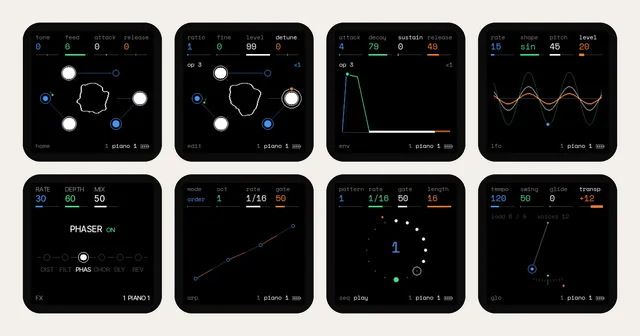 tone feed attack release
0 6 0 0
home 1 piano 1
ratio fine level detune
1 0 99 0
op 3 <1
edit 1 piano 1
attack decay sustain release
4 79 0 49
op 3 <1
env 1 piano 1
rate shape pitch level
15 sin 45 20
lfo 1 piano 1
RATE DEPTH MIX
30 60 50
PHASER ON
DIST FILT PHAS CHOR DLY REV
FX 1 PIANO 1
mode oct rate gate
order 1 1/16 50
arp 1 piano 1
pattern rate gate length
1 1/16 50 16
1
seq play 1 piano 1
tempo swing glide transp
120 50 0 +12
voices 12
glo 1 piano 1